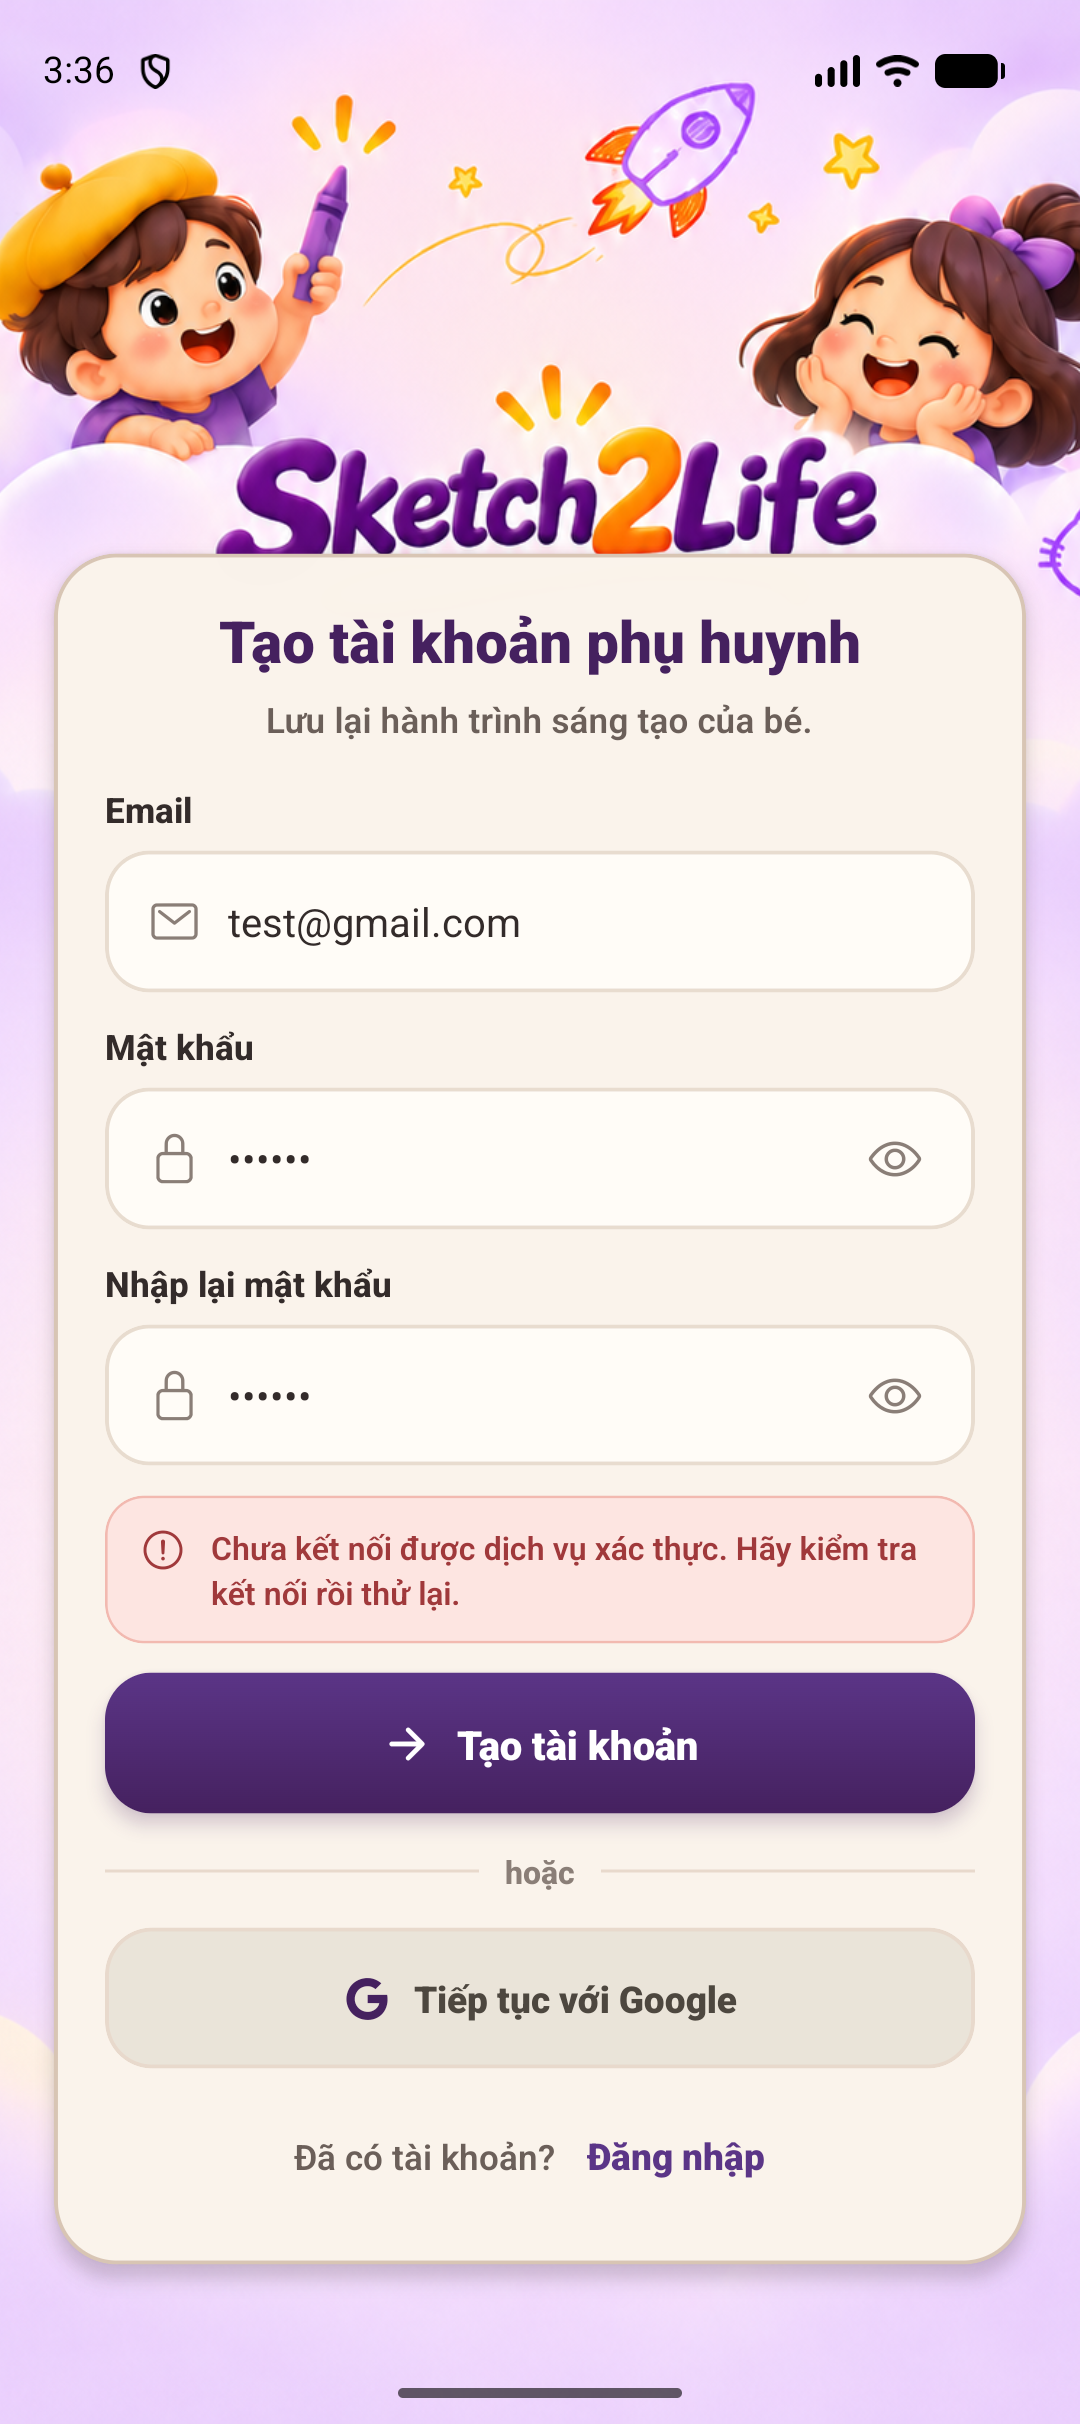 3:36
Sketch2Life
Tạo tài khoản phụ huynh
Lưu lại hành trình sáng tạo của bé.
Email
test@gmail.com
Mật khẩu
••••••
Nhập lại mật khẩu
••••••
Chưa kết nối được dịch vụ xác thực. Hãy kiểm tra
kết nối rồi thử lại.
Tạo tài khoản
hoặc
G Tiếp tục với Google
Đã có tài khoản? Đăng nhập